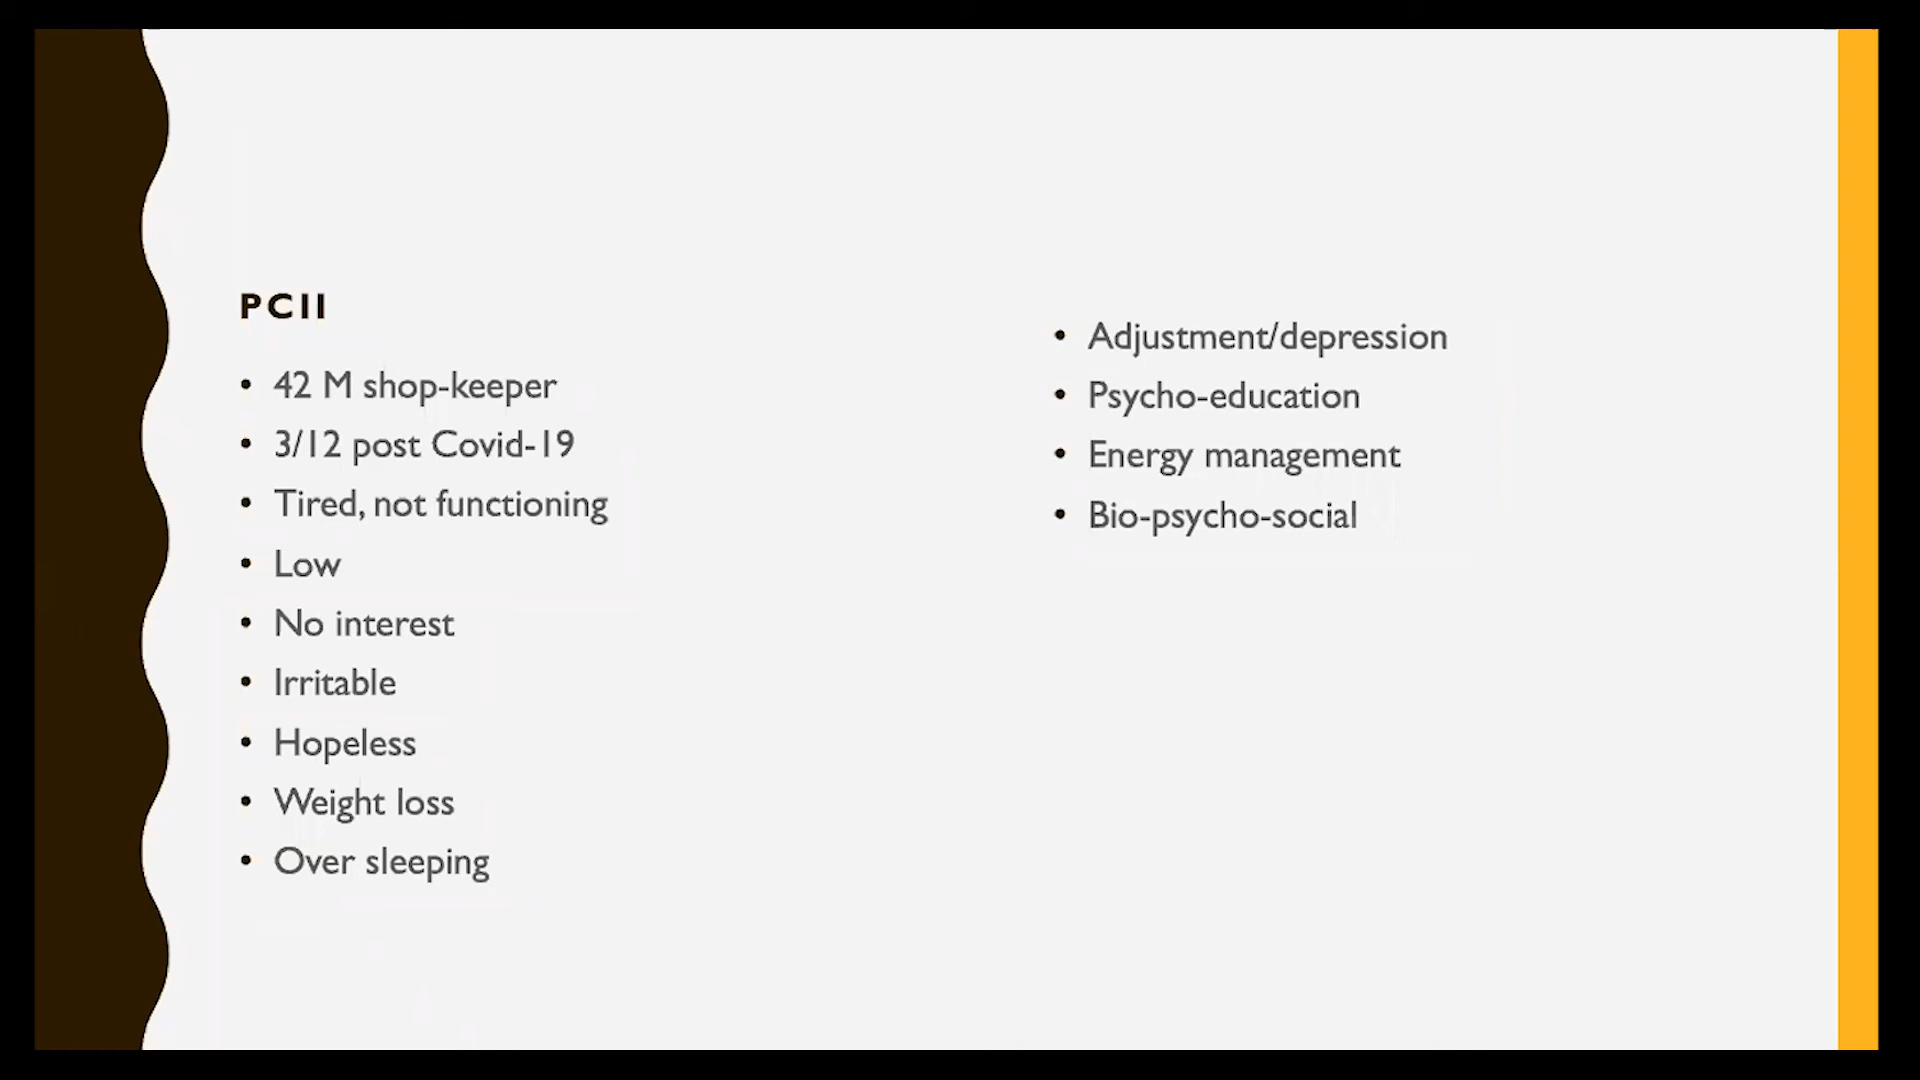 PCII
• 42 M shop-keeper
• 3/12 post Covid-19
• Tired, not functioning
• Low
• No interest
• Irritable
• Hopeless
• Weight loss
• Over sleeping
• Adjustment/depression
• Psycho-education
• Energy management
• Bio-psycho-social